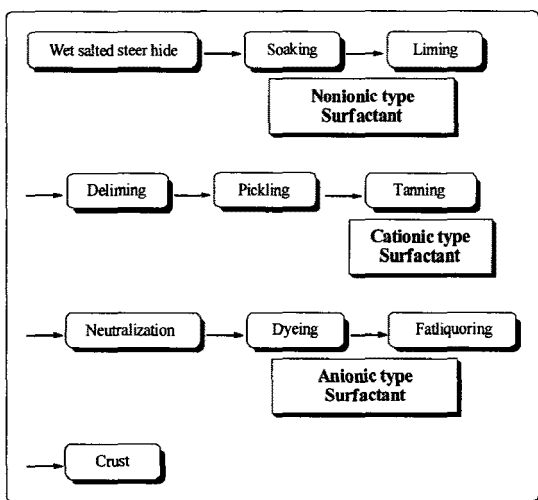 Wet salted steer hide
Soaking
Liming
Nonionic type
Surfactant
Deliming
Pickling
Tanning
Cationic type
Surfactant
Neutralization
Dyeing
Fatliquoring
Anionic type
Surfactant
Crust